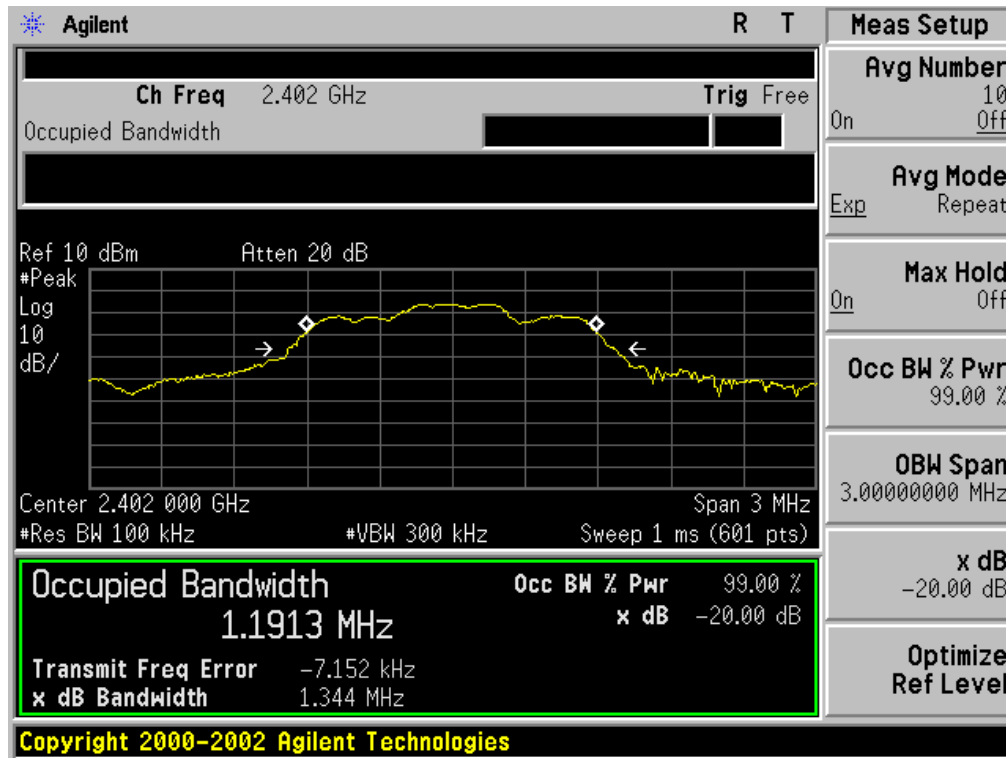 Agilent R T
Ch Freq 2.402 GHz Trig Free
Occupied Bandwidth
Ref 10 dBm Atten 20 dB
#Peak
Log
10
dB/
Center 2.402 000 GHz Span 3 MHz
#Res BW 100 kHz #VBW 300 kHz Sweep 1 ms (601 pts)
Occupied Bandwidth Occ BW % Pwr 99.00 %
1.1913 MHz x dB -20.00 dB
Transmit Freq Error -7.152 kHz
x dB Bandwidth 1.344 MHz
Copyright 2000-2002 Agilent Technologies
Meas Setup
Avg Number
10
On Off
Avg Mode
Exp Repeat
Max Hold
On Off
Occ BW % Pwr
99.00 %
OBW Span
3.00000000 MHz
x dB
-20.00 dB
Optimize
Ref Level